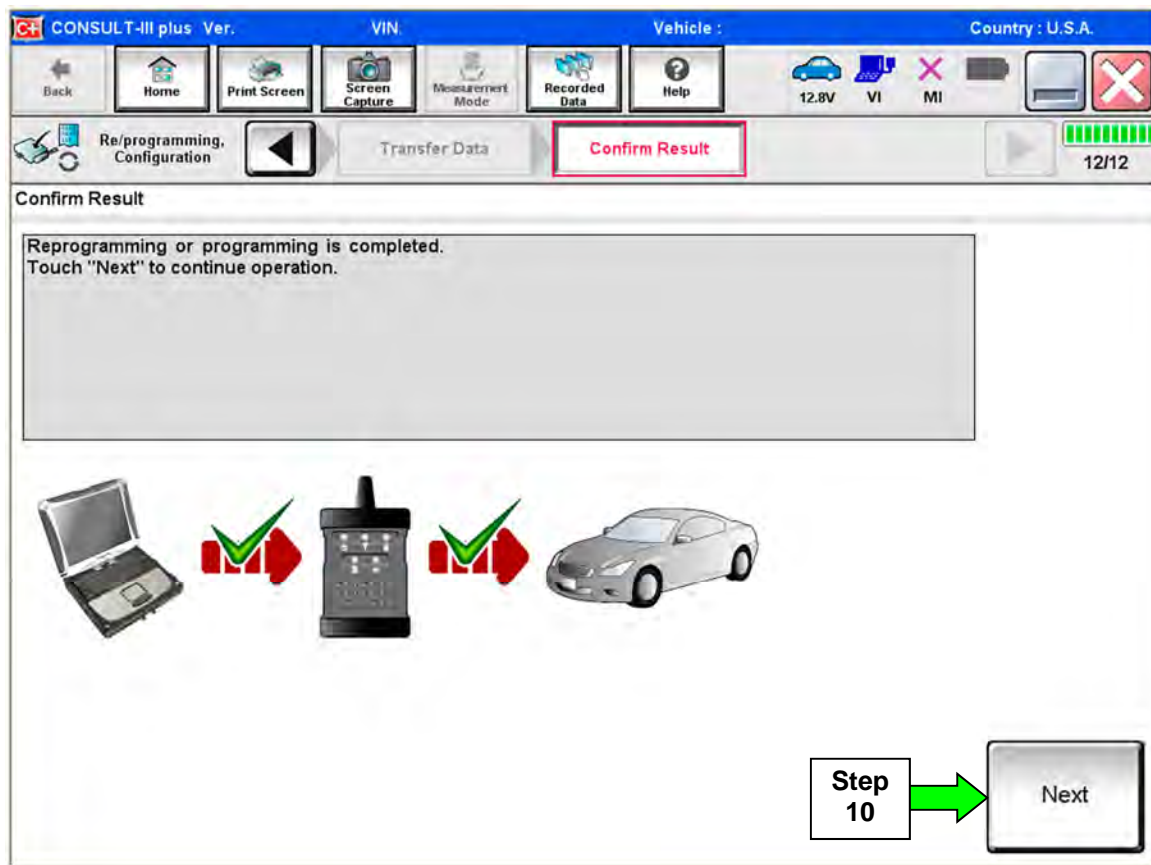 C+ CONSULT-III plus Ver. VIN: Vehicle : Country : U.S.A.
Back
Home
Print Screen
Screen
Capture
Measurement
Mode
Recorded
Data
Help
12.8V
VI
MI
Re/programming,
Configuration
Transfer Data
Confirm Result
12/12
Confirm Result
Reprogramming or programming is completed.
Touch "Next" to continue operation.
Step
10
Next